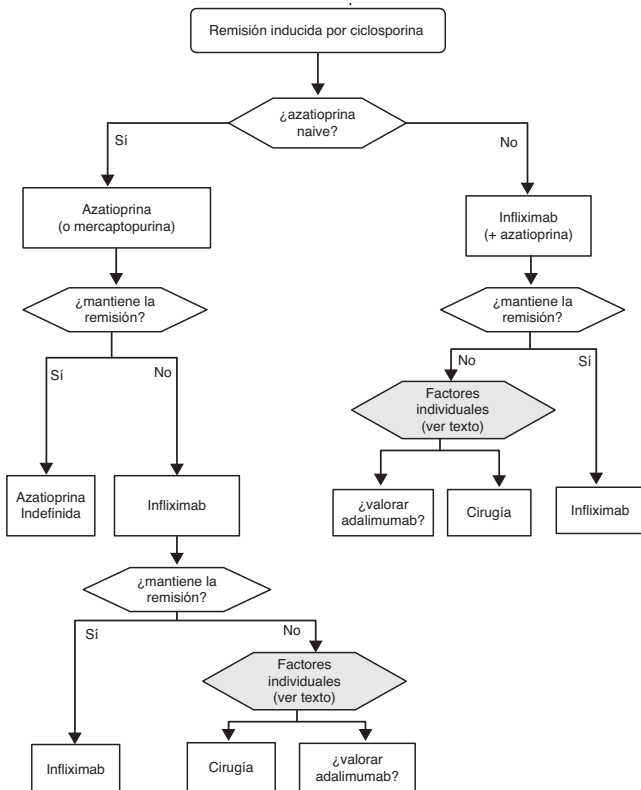 Remisión inducida por ciclosporina
¿azatioprina
naive?
Sí
No
Azatioprina
(o mercaptopurina)
Infliximab
(+ azatioprina)
¿mantiene la
remisión?
¿mantiene la
remisión?
Sí
No
No
Sí
Factores
individuales
(ver texto)
Azatioprina
Indefinida
Infliximab
¿valorar
adalimumab?
Cirugía
Infliximab
¿mantiene la
remisión?
Sí
No
Factores
individuales
(ver texto)
Infliximab
Cirugía
¿valorar
adalimumab?